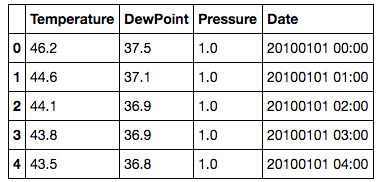 Temperature DewPoint Pressure Date
0 46.2 37.5 1.0 20100101 00:00
1 44.6 37.1 1.0 20100101 01:00
2 44.1 36.9 1.0 20100101 02:00
3 43.8 36.9 1.0 20100101 03:00
4 43.5 36.8 1.0 20100101 04:00